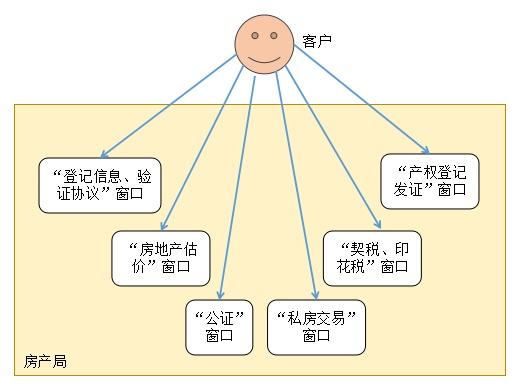 客户
“登记信息、验
证协议”窗口
“产权登记
发证”窗口
“房地产估
价”窗口
“契税、印
花税”窗口
“公证”
窗口
“私房交易”
窗口
房产局